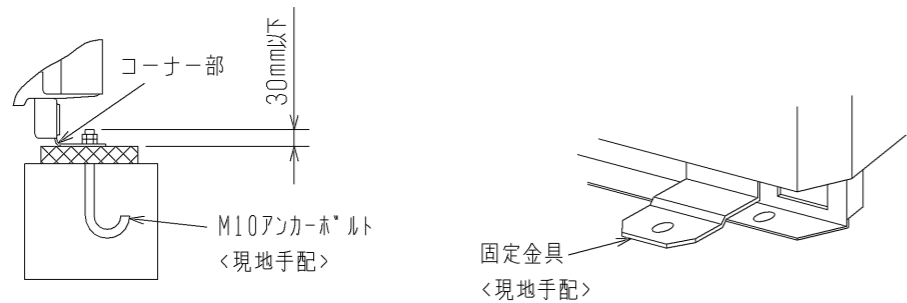 コーナー部
30mm以下
M10アンカーボルト
<現地手配>
固定金具
<現地手配>